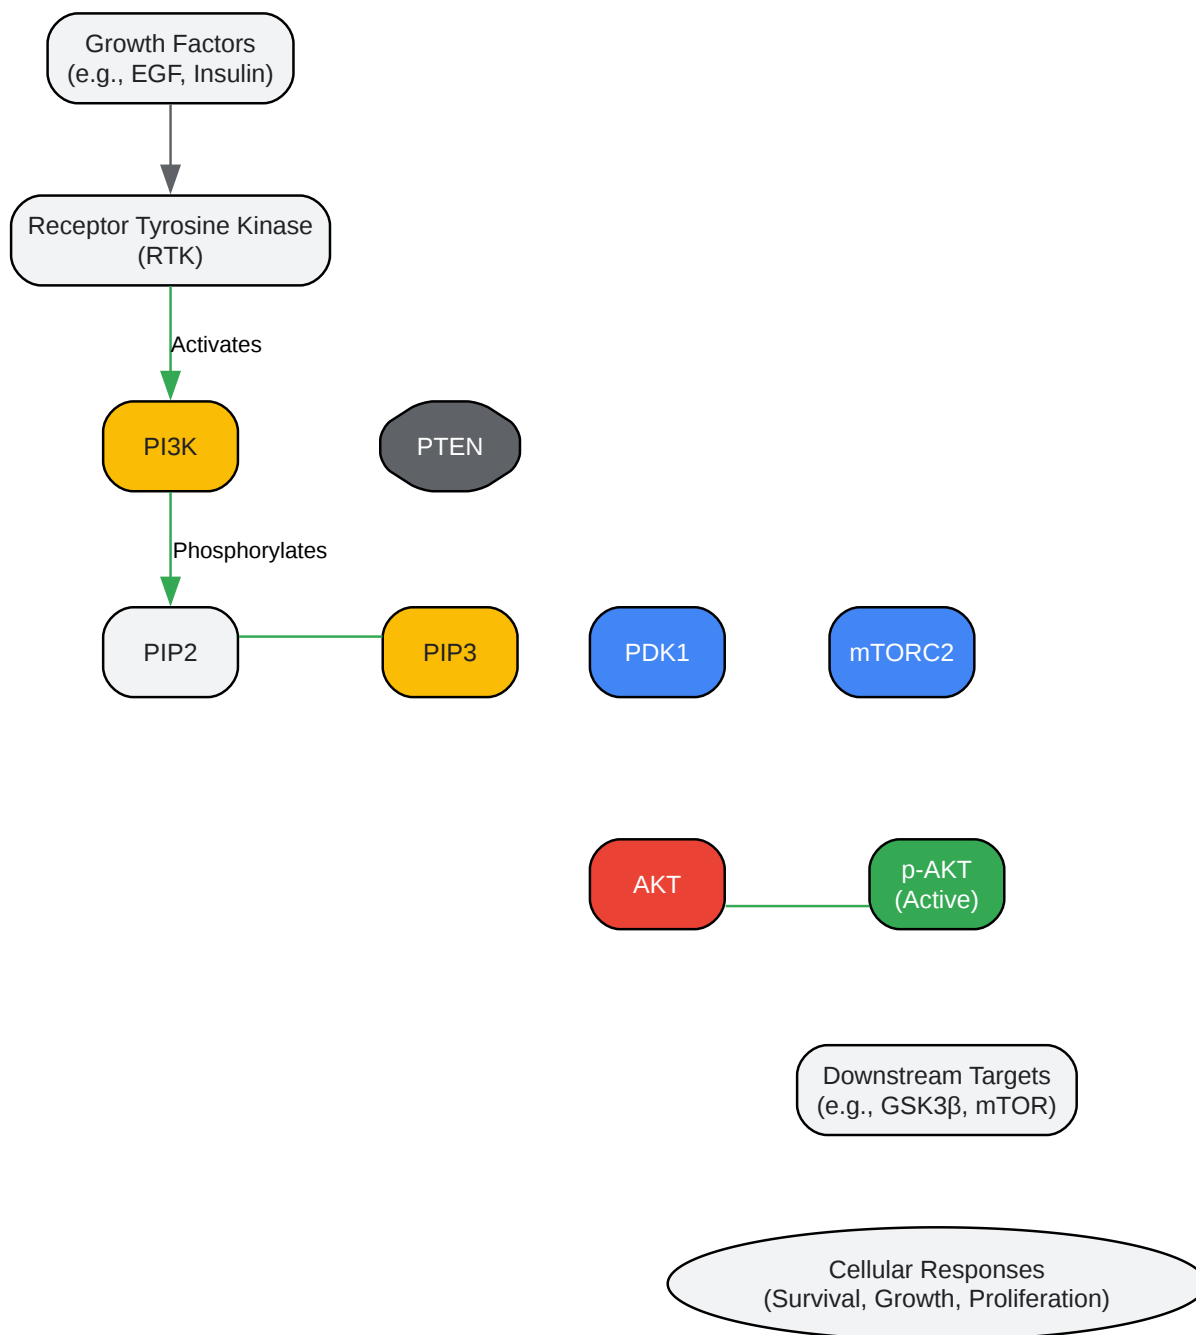 Growth Factors
(e.g., EGF, Insulin)
Receptor Tyrosine Kinase
(RTK)
Activates
PI3K
PTEN
Phosphorylates
PIP2
PIP3
PDK1
mTORC2
AKT
p-AKT
(Active)
Downstream Targets
(e.g., GSK3β, mTOR)
Cellular Responses
(Survival, Growth, Proliferation)